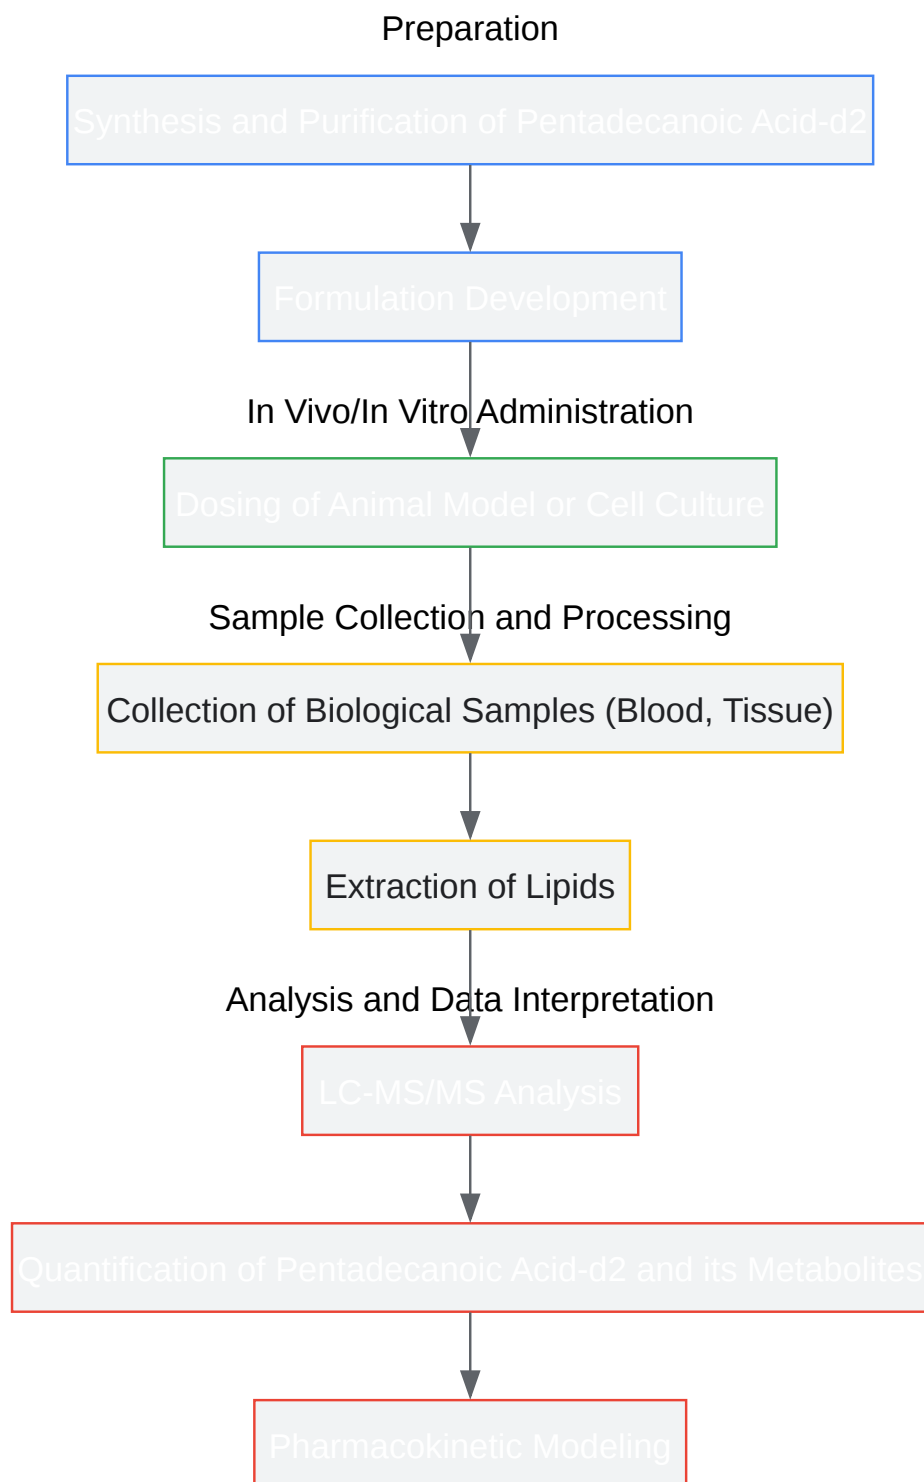 Preparation
Synthesis and Purification of Pentadecanoic Acid-d2
Formulation Development
In Vivo/In Vitro Administration
Dosing of Animal Model or Cell Culture
Sample Collection and Processing
Collection of Biological Samples (Blood, Tissue)
Extraction of Lipids
Analysis and Data Interpretation
LC-MS/MS Analysis
Quantification of Pentadecanoic Acid-d2 and its Metabolites
Pharmacokinetic Modeling